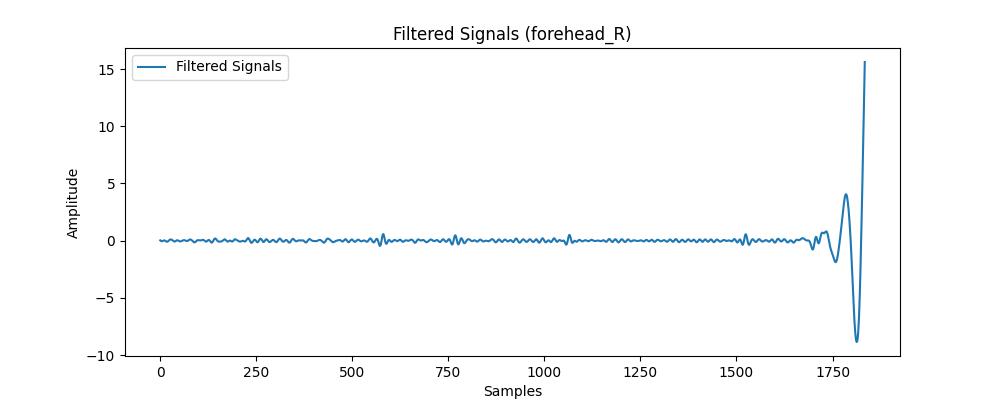 Filtered Signals (forehead_R)
Filtered Signals
Amplitude
15
10
5
0
−5
−10
0 250 500 750 1000 1250 1500 1750
Samples